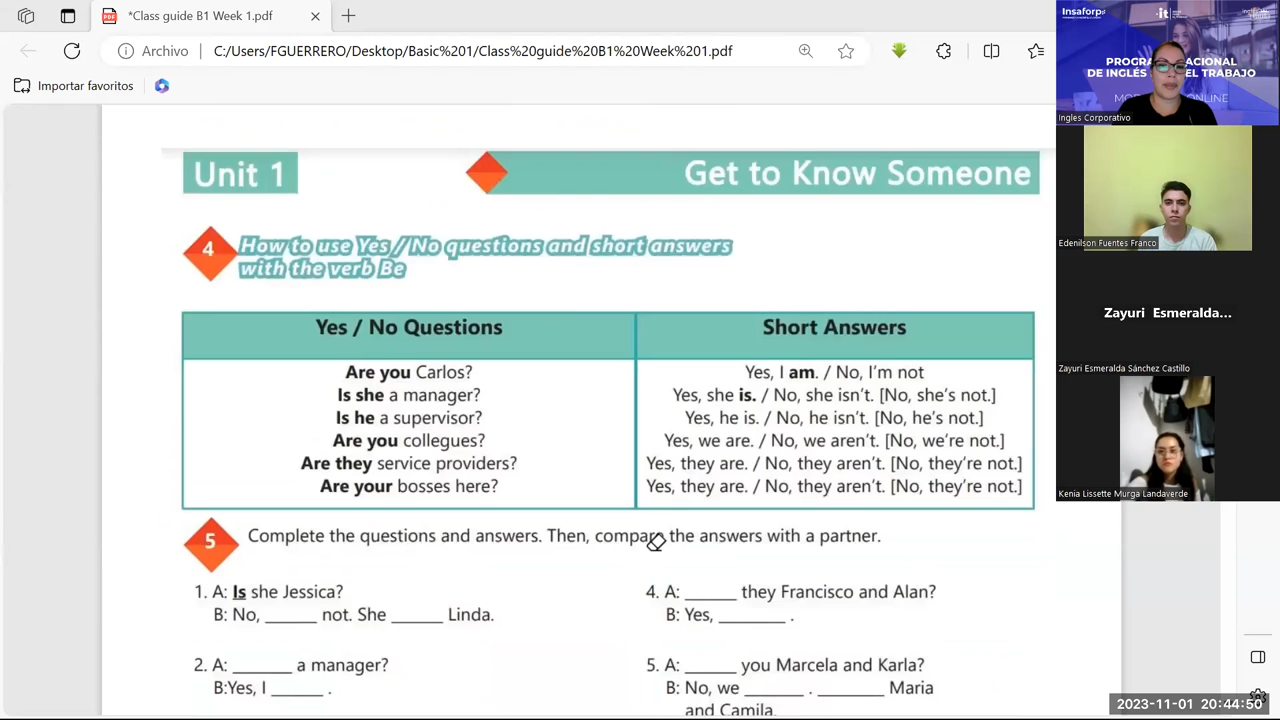 *Class guide B1 Week 1.pdf
Archivo
C:/Users/FGUERRERO/Desktop/Basic%201/Class%20guide%20B1%20Week%201.pdf
Importar favoritos
Unit 1
Get to Know Someone
4
How to use Yes / No questions and short answers
with the verb Be
Yes / No Questions
Short Answers
Are you Carlos?
Yes, I am. / No, I'm not
Is she a manager?
Yes, she is. / No, she isn't. [No, she's not.]
Is he a supervisor?
Yes, he is. / No, he isn't. [No, he's not.]
Are you collegues?
Yes, we are. / No, we aren't. [No, we're not.]
Are they service providers?
Yes, they are. / No, they aren't. [No, they're not.]
Are your bosses here?
Yes, they are. / No, they aren't. [No, they're not.]
5
Complete the questions and answers. Then, compare the answers with a partner.
1. A: Is she Jessica?
B: No, ______ not. She ______ Linda.
2. A: _______ a manager?
B:Yes, I ______ .
4. A: ______ they Francisco and Alan?
B: Yes, ________ .
5. A: ______ you Marcela and Karla?
B: No, we _______ . ________ Maria
and Camila.
Insaforp
PROGRA ACIONAL
DE INGLÉS EL TRABAJO
MO ONLINE
Ingles Corporativo
Edenilson Fuentes Franco
Zayuri Esmeralda...
Zayuri Esmeralda Sánchez Castillo
Kenia Lissette Murga Landaverde
2023-11-01 20:44:50